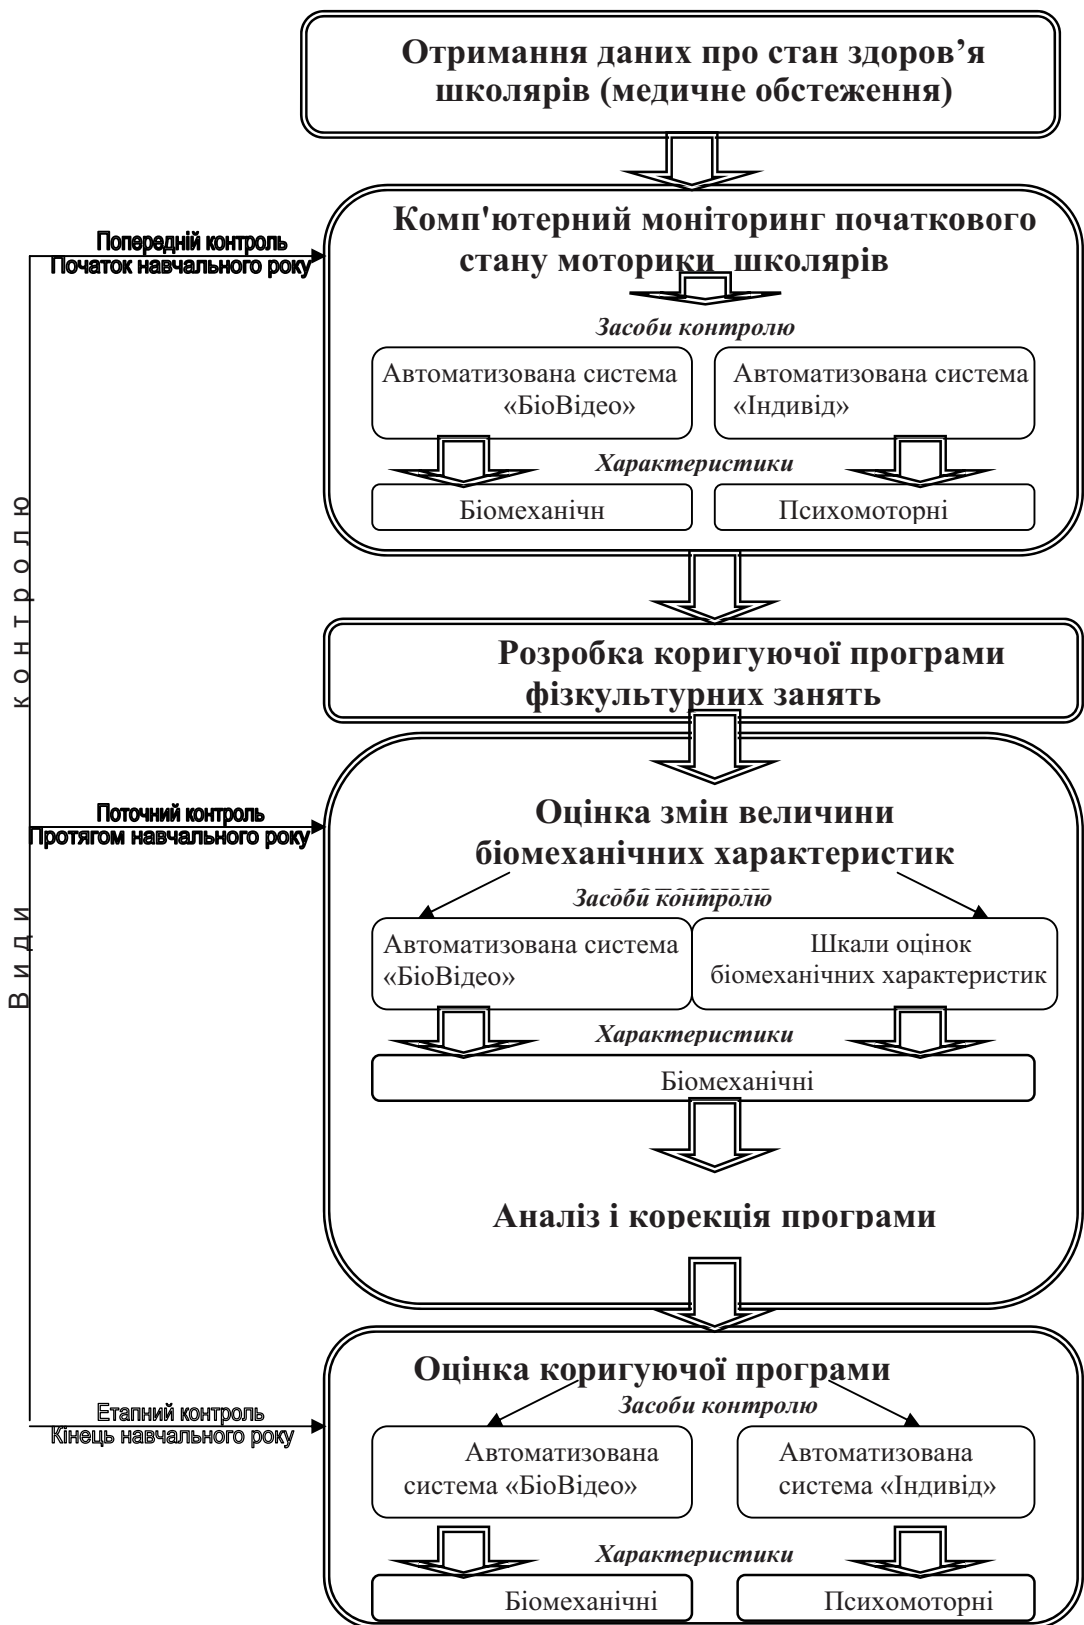 Отримання даних про стан здоров’я
школярів (медичне обстеження)
Попередній контроль
Початок навчального року
Комп'ютерний моніторинг початкового
стану моторики школярів
Засоби контролю
Автоматизована система
«БіоВідео»
Автоматизована система
«Індивід»
Характеристики
Біомеханічн
Психомоторні
Види контролю
Розробка коригуючої програми
фізкультурних занять
Поточний контроль
Протягом навчального року
Оцінка змін величини
біомеханічних характеристик
Засоби контролю
Автоматизована система
«БіоВідео»
Шкали оцінок
біомеханічних характеристик
Характеристики
Біомеханічні
Аналіз і корекція програми
Етапний контроль
Кінець навчального року
Оцінка коригуючої програми
Засоби контролю
Автоматизована
система «БіоВідео»
Автоматизована
система «Індивід»
Характеристики
Біомеханічні
Психомоторні